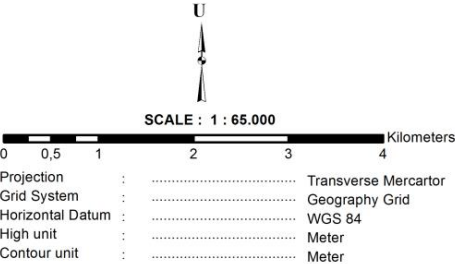 U
SCALE : 1 : 65.000
Kilometers
0 0,5 1 2 3 4
Projection : ........................................ Transverse Mercartor
Grid System : ........................................ Geography Grid
Horizontal Datum : ........................................ WGS 84
High unit : ........................................ Meter
Contour unit : ........................................ Meter